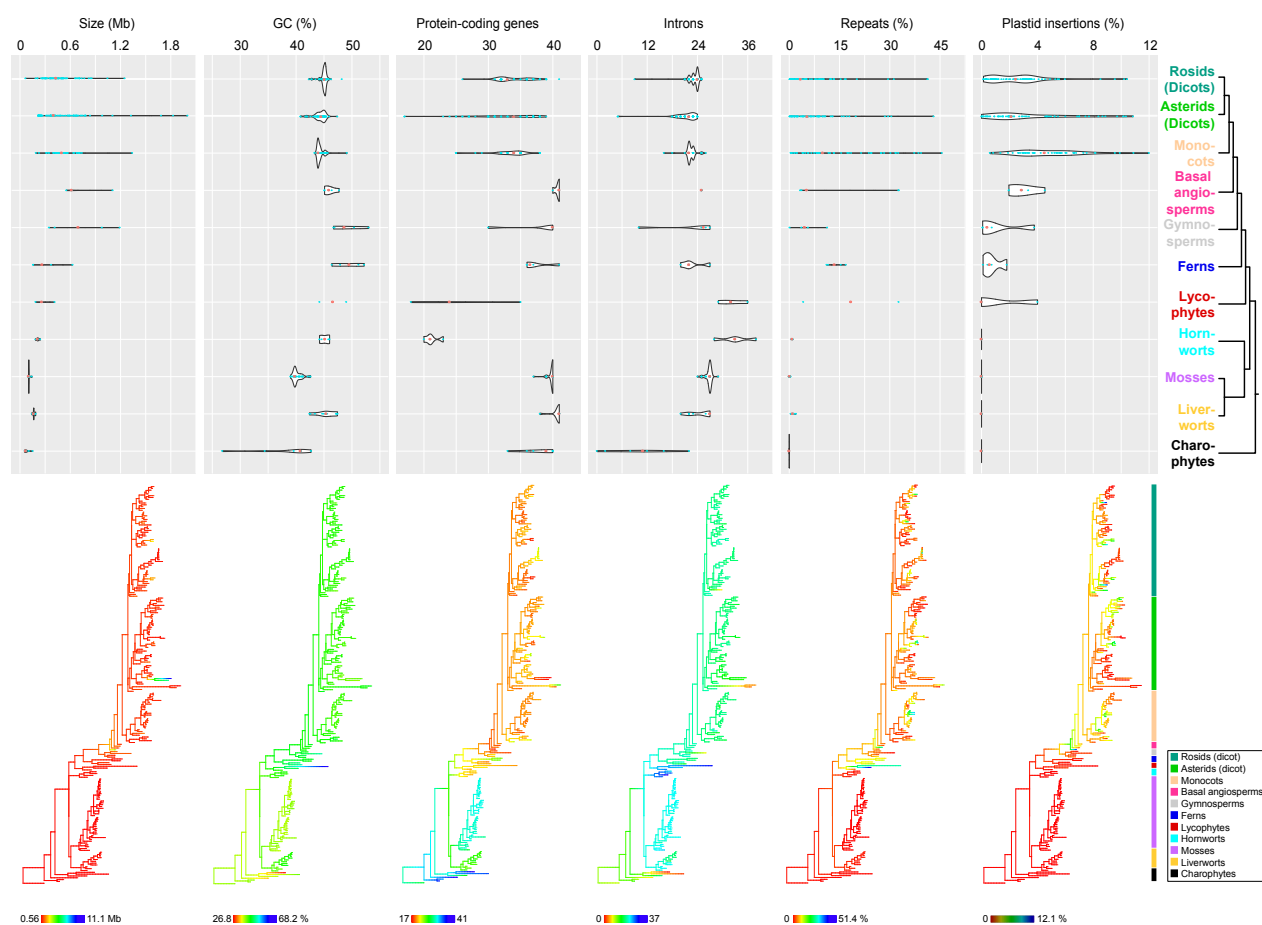 Size (Mb) GC (%) Protein-coding genes Introns Repeats (%) Plastid insertions (%)
0 0.6 1.2 1.8 30 40 50 20 30 40 0 12 24 36 0 15 30 45 0 4 8 12
Rosids
(Dicots)
Asterids
(Dicots)
Mono-
cots
Basal
angio-
sperms
Gymno-
sperms
Ferns
Lyco-
phytes
Horn-
worts
Mosses
Liver-
worts
Charo-
phytes
Rosids (dicot)
Asterids (dicot)
Monocots
Basal angiosperms
Gymnosperms
Ferns
Lycophytes
Hornworts
Mosses
Liverworts
Charophytes
0.56 11.1 Mb 26.8 68.2 % 17 41 0 37 0 51.4 % 0 12.1 %